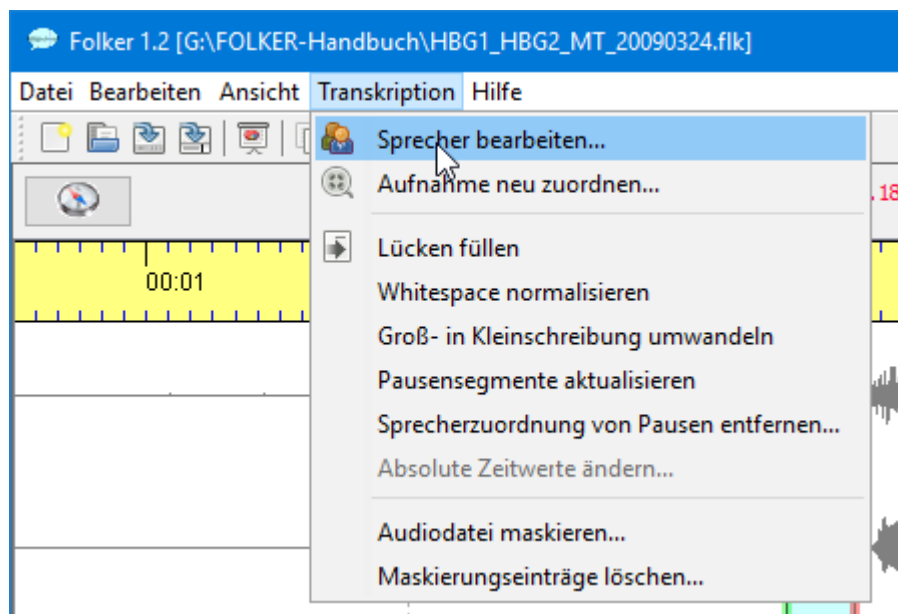 Folker 1.2 [G:\FOLKER-Handbuch\HBG1_HBG2_MT_20090324.flk]
Datei Bearbeiten Ansicht Transkription Hilfe
Sprecher bearbeiten...
Aufnahme neu zuordnen...
.18
00:01
Lücken füllen
Whitespace normalisieren
Groß- in Kleinschreibung umwandeln
Pausensegmente aktualisieren
Sprecherzuordnung von Pausen entfernen...
Absolute Zeitwerte ändern...
Audiodatei maskieren...
Maskierungseinträge löschen...